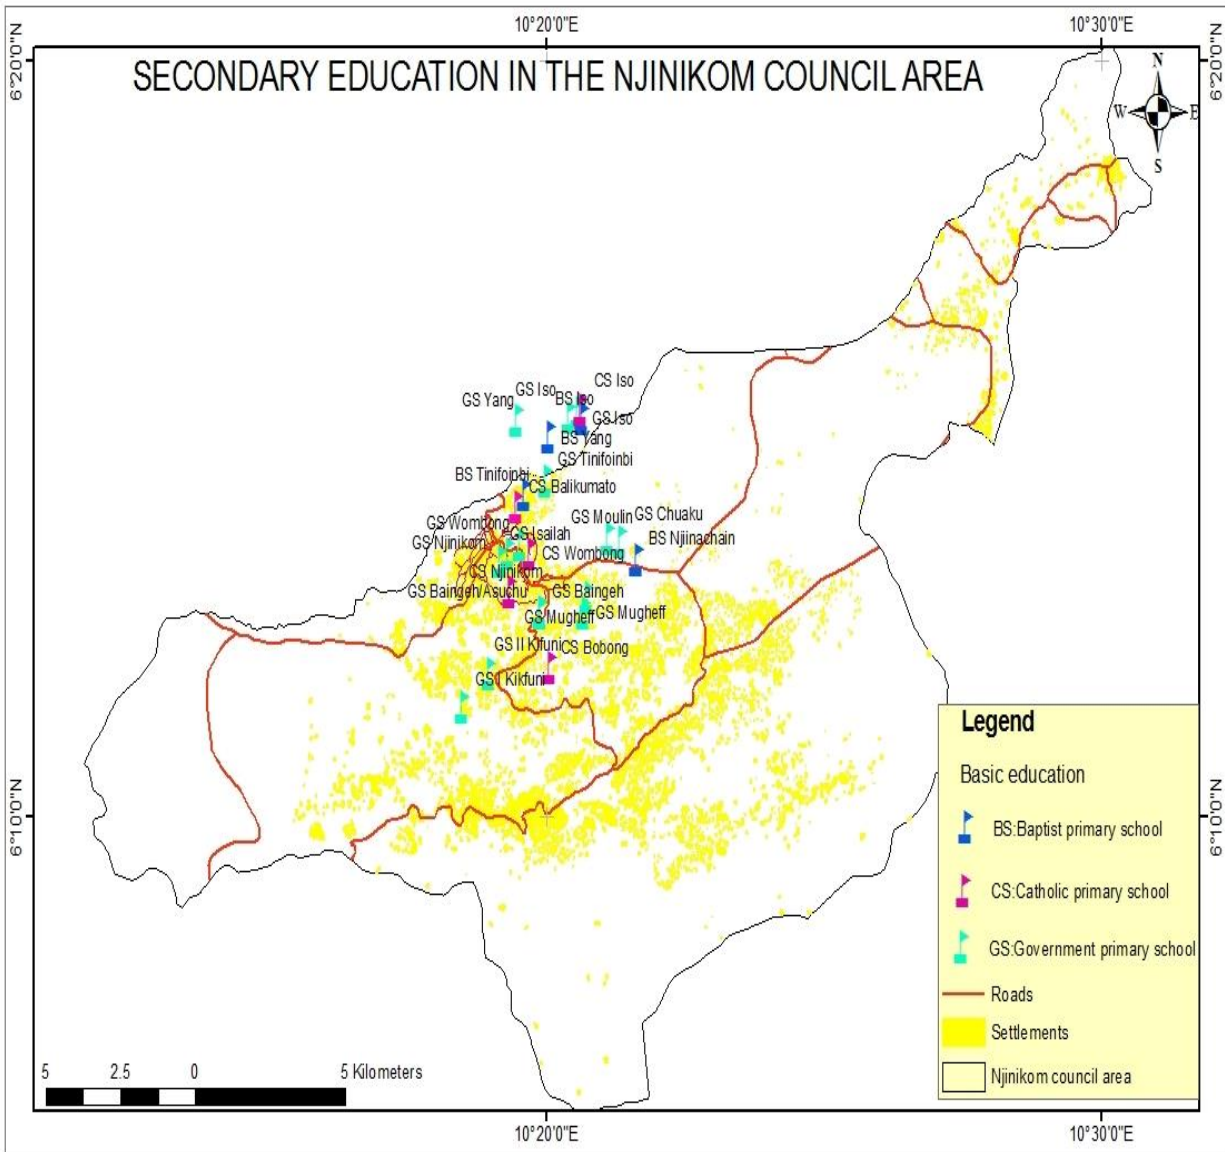 10°20'0"E
10°30'0"E
6°20'0"N
6°20'0"N
SECONDARY EDUCATION IN THE NJINIKOM COUNCIL AREA
N
W
E
S
CS Iso
GS Iso
GS Yang
BS Iso
GS Iso
BS Yang
GS Tinifoinbi
BS Tinifoinbi
CS Balikumato
GS Moulin
GS Chuaku
GS Wombong
GS Isailah
BS Njinachain
GS Njinikom
CS Wombong
CS Njinikom
GS Baingeh/Asuchu
GS Baingeh
GS Mugheff
GS Mugheff
GS II Kifuni
CS Bobong
GS I Kikfuni
Legend
Basic education
BS:Baptist primary school
CS:Catholic primary school
GS:Government primary school
Roads
Settlements
Njinikom council area
6°10'0"N
6°10'0"N
5
2.5
0
5 Kilometers
10°20'0"E
10°30'0"E